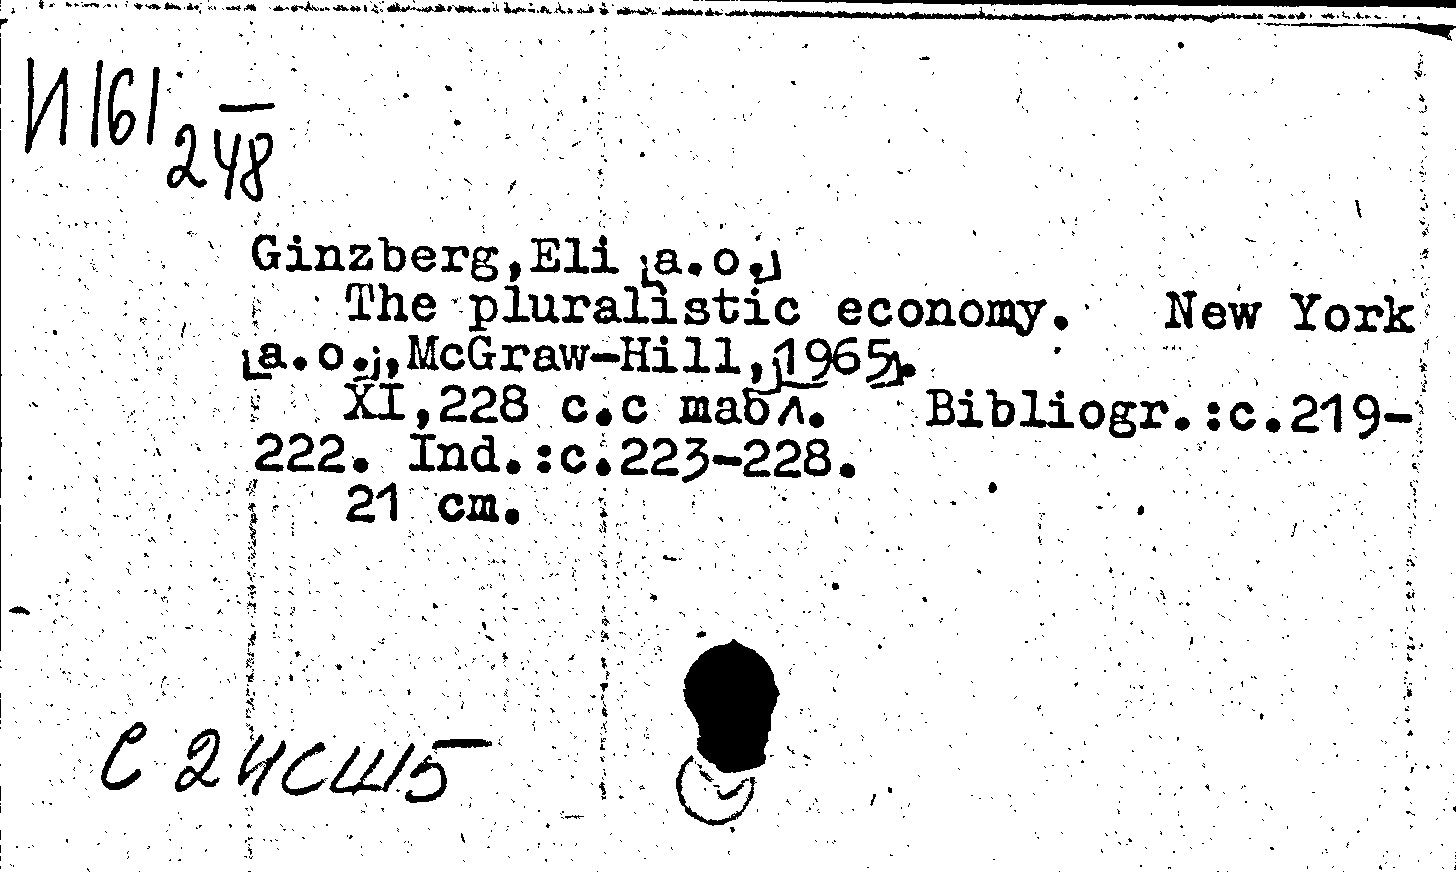 И161
248
Ginzberg,Eli [a.o.]
The pluralistic economy. New York
[a.o.],McGraw-Hill,[1965].
XI,228 с.с табл. Bibliogr.:с.219-
222. Ind.:с.223-228.
21 cm.
С24СШ15